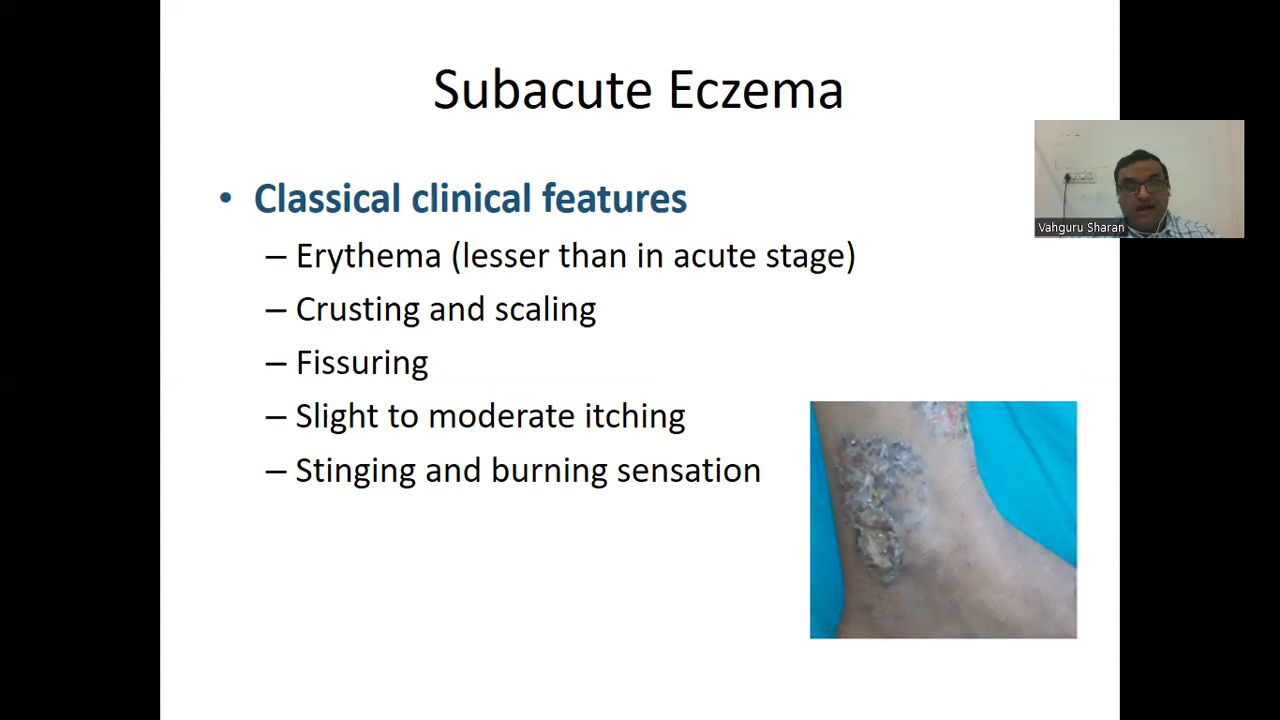 Subacute Eczema
• Classical clinical features
– Erythema (lesser than in acute stage)
– Crusting and scaling
– Fissuring
– Slight to moderate itching
– Stinging and burning sensation
Vahguru Sharan